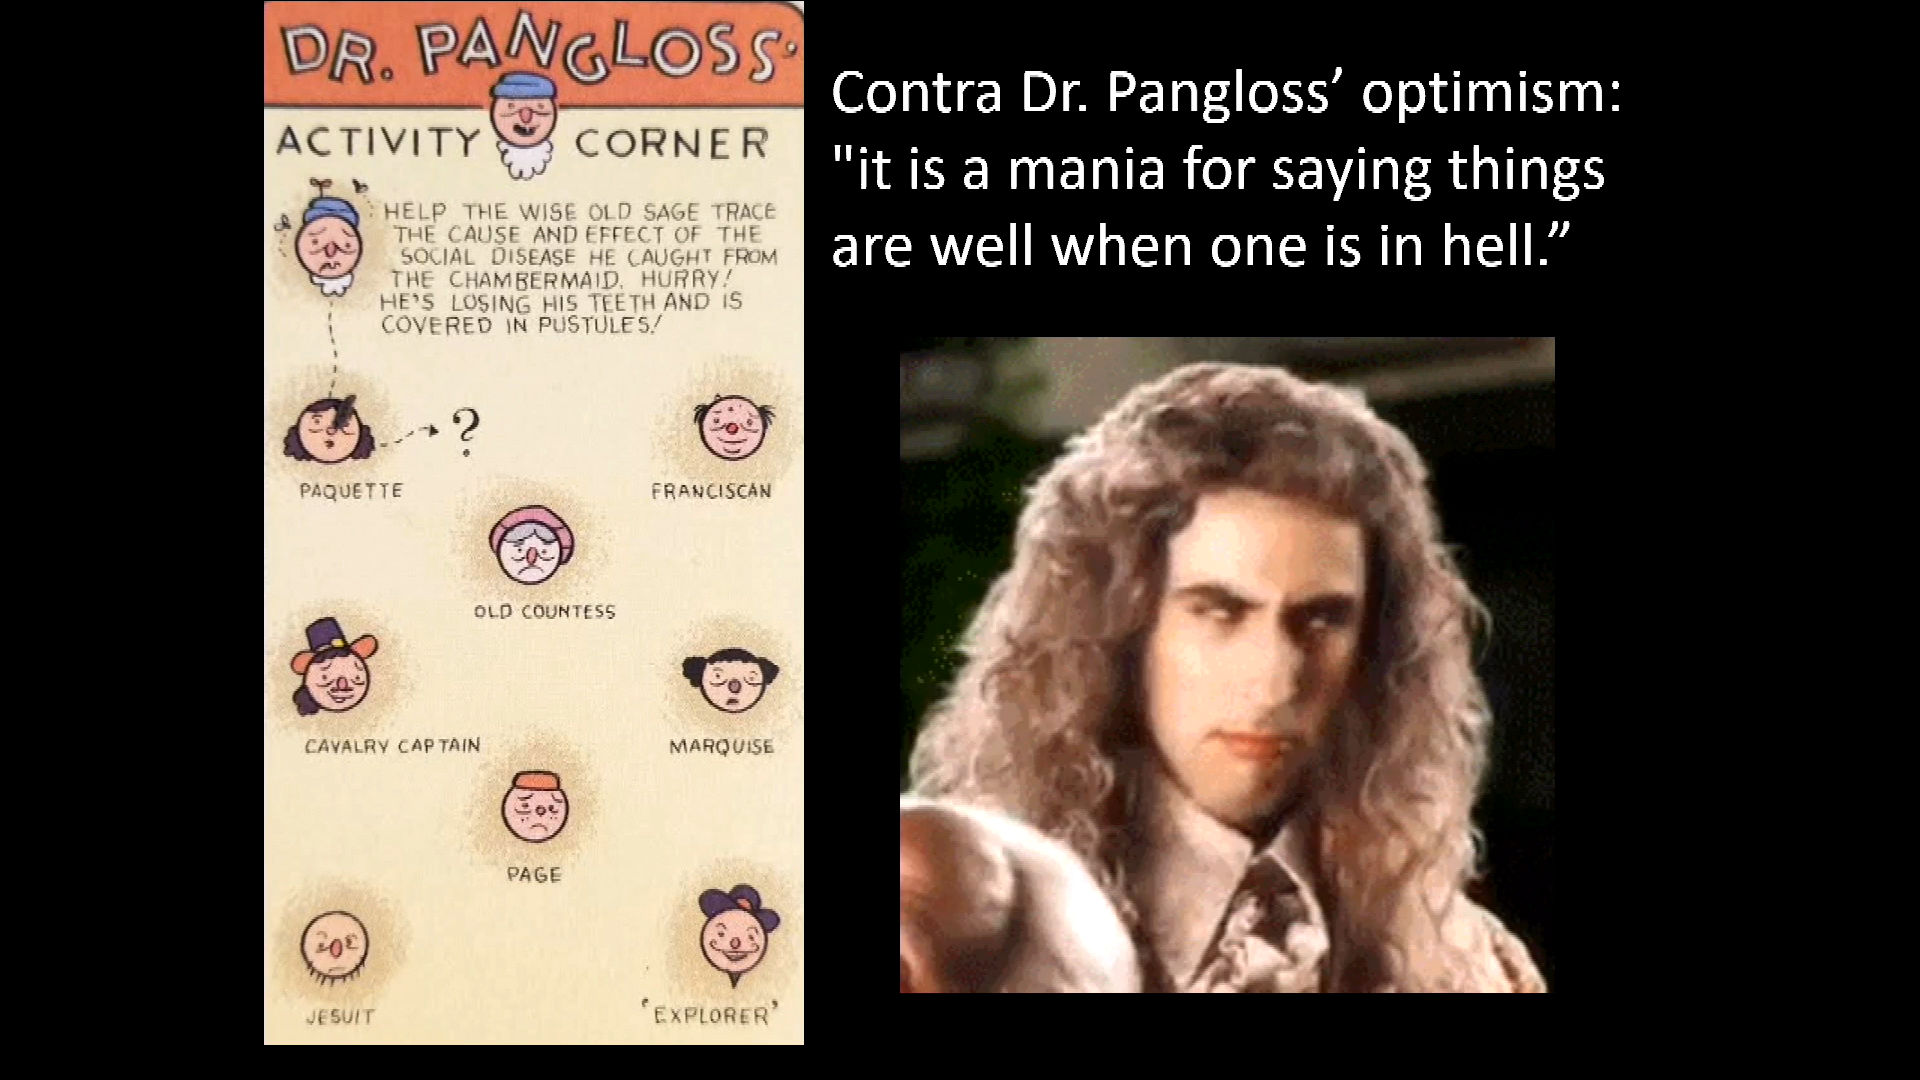 DR. PANGLOSS'
ACTIVITY CORNER
HELP THE WISE OLD SAGE TRACE
THE CAUSE AND EFFECT OF THE
SOCIAL DISEASE HE CAUGHT FROM
THE CHAMBERMAID. HURRY!
HE'S LOSING HIS TEETH AND IS
COVERED IN PUSTULES!
?
PAQUETTE
FRANCISCAN
OLD COUNTESS
CAVALRY CAPTAIN
MARQUISE
PAGE
JESUIT
'EXPLORER'
Contra Dr. Pangloss’ optimism:
"it is a mania for saying things
are well when one is in hell.”